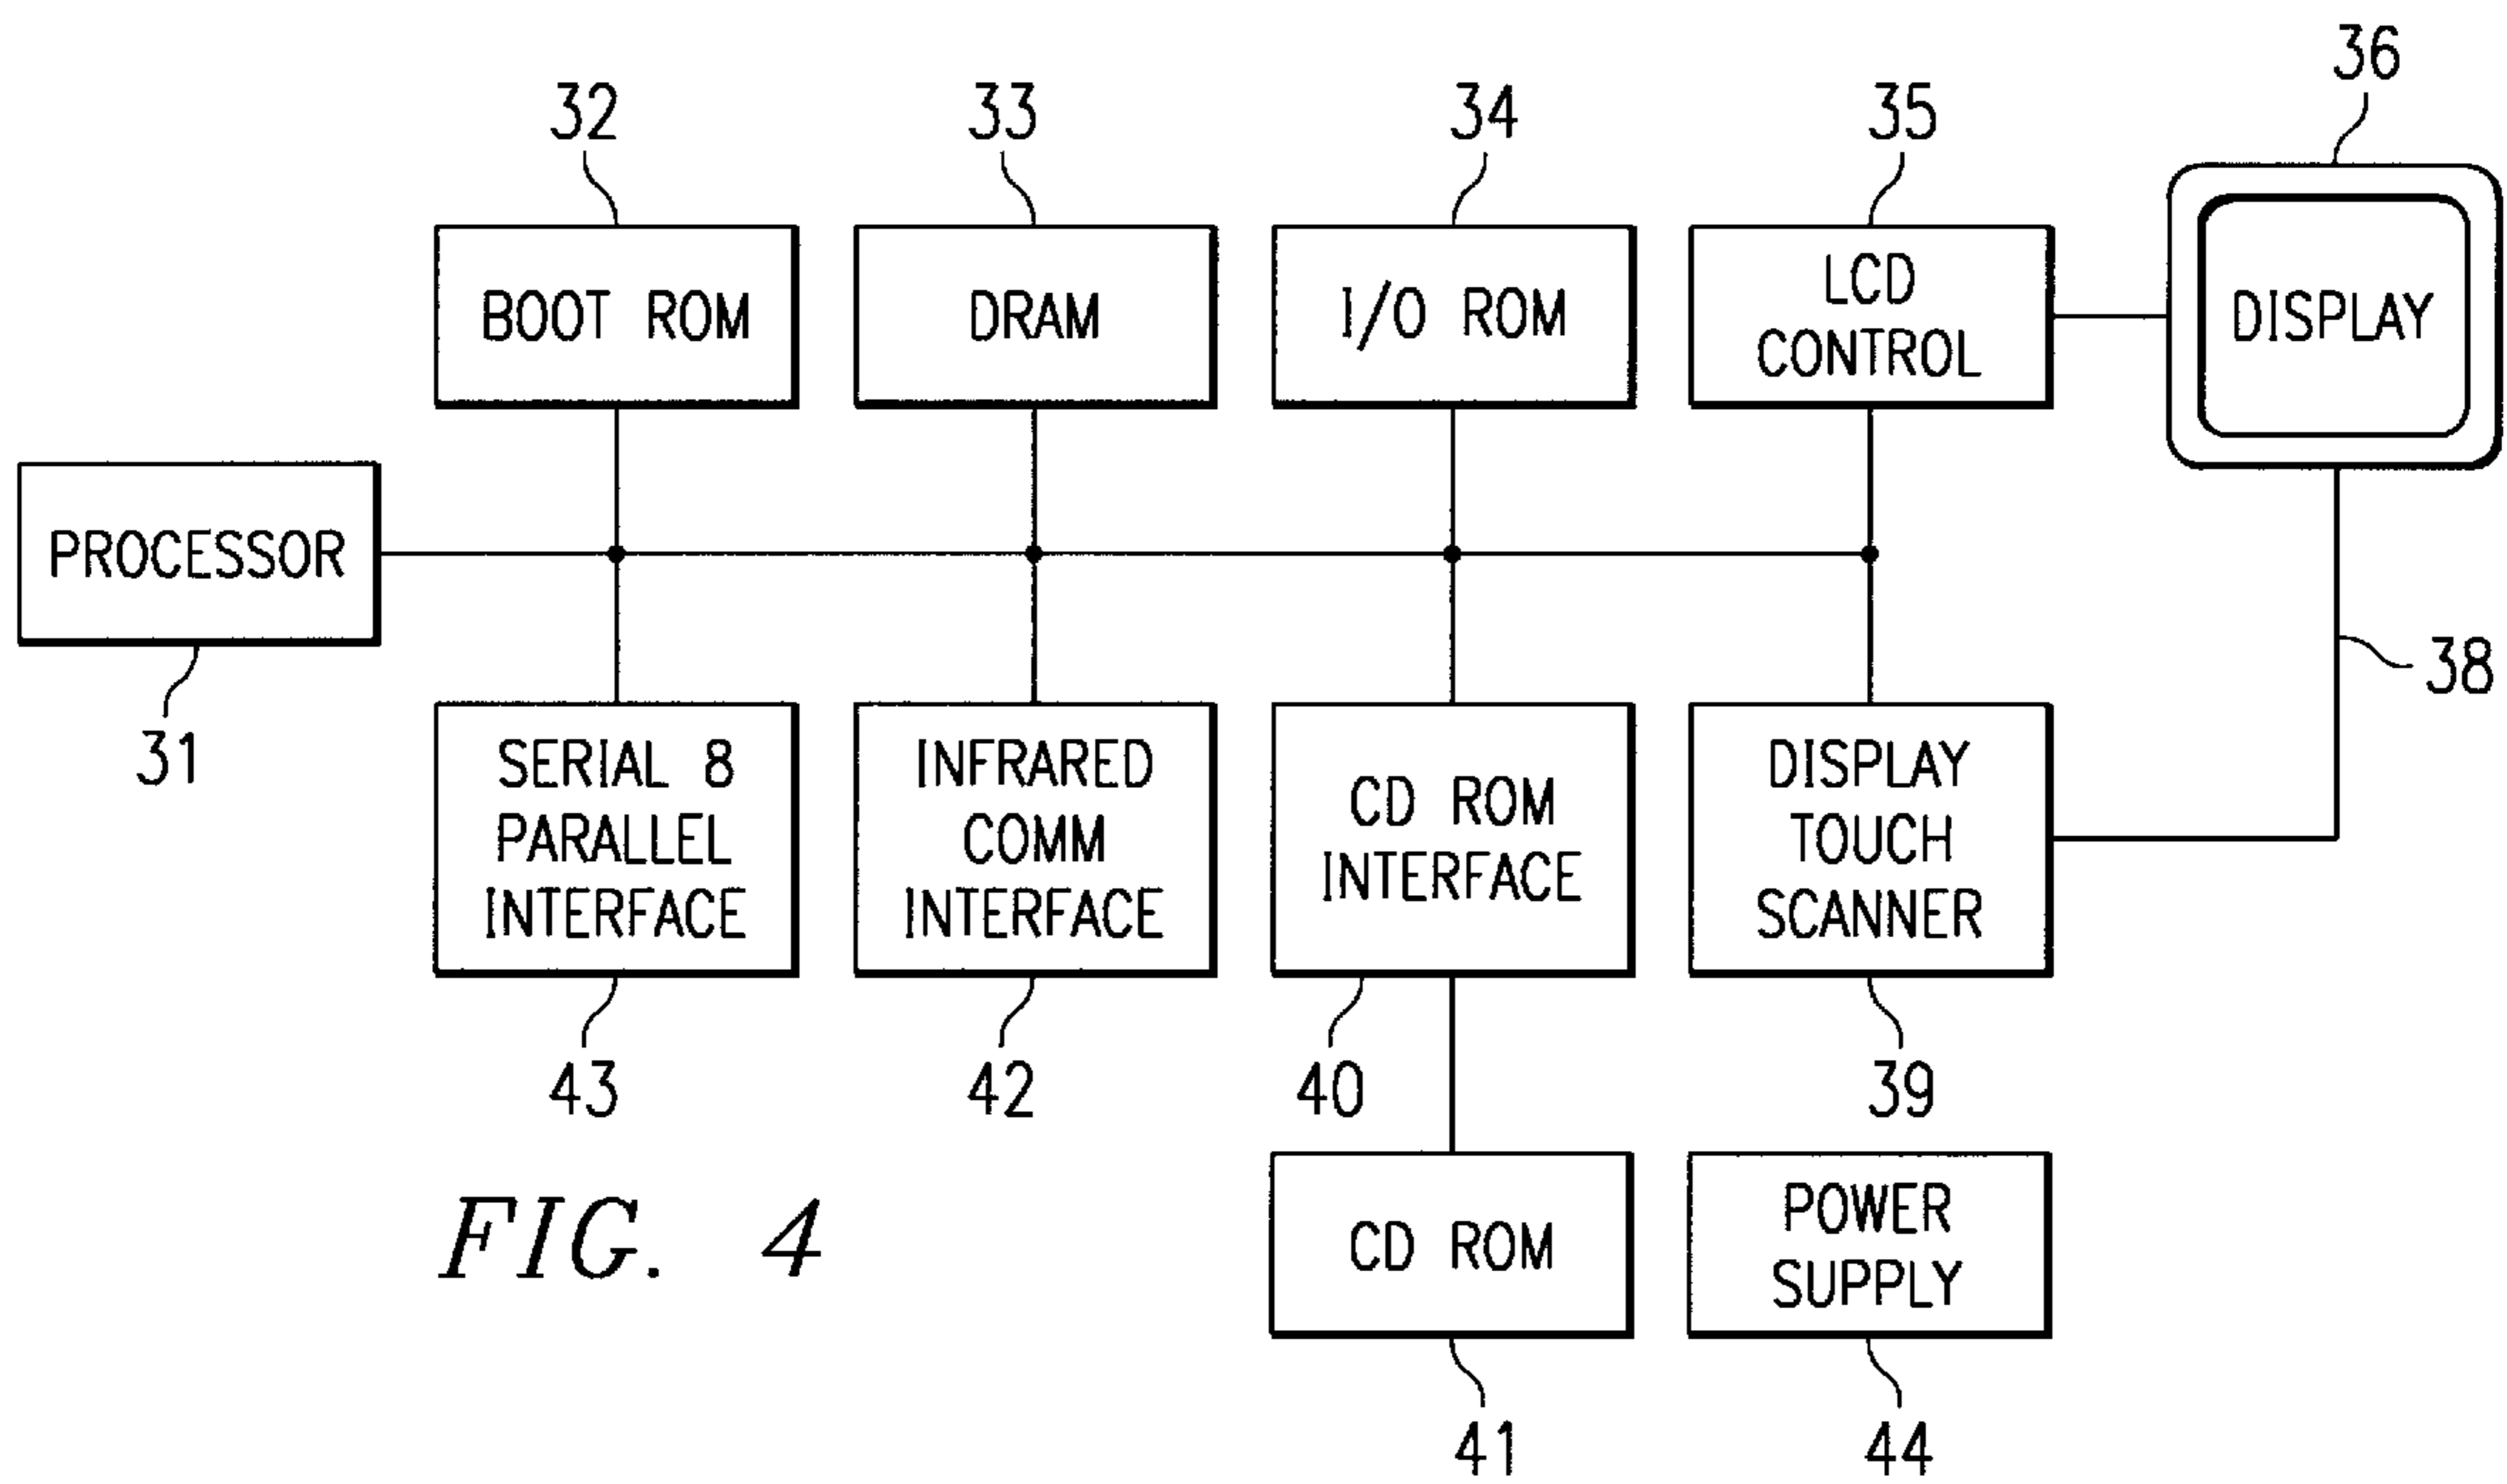 36
32
33
34
35
BOOT ROM
DRAM
I/O ROM
LCD
CONTROL
DISPLAY
PROCESSOR
38
31
SERIAL 8
PARALLEL
INTERFACE
INFRARED
COMM
INTERFACE
CD ROM
INTERFACE
DISPLAY
TOUCH
SCANNER
43
42
40
39
CD ROM
POWER
SUPPLY
41
44
FIG. 4